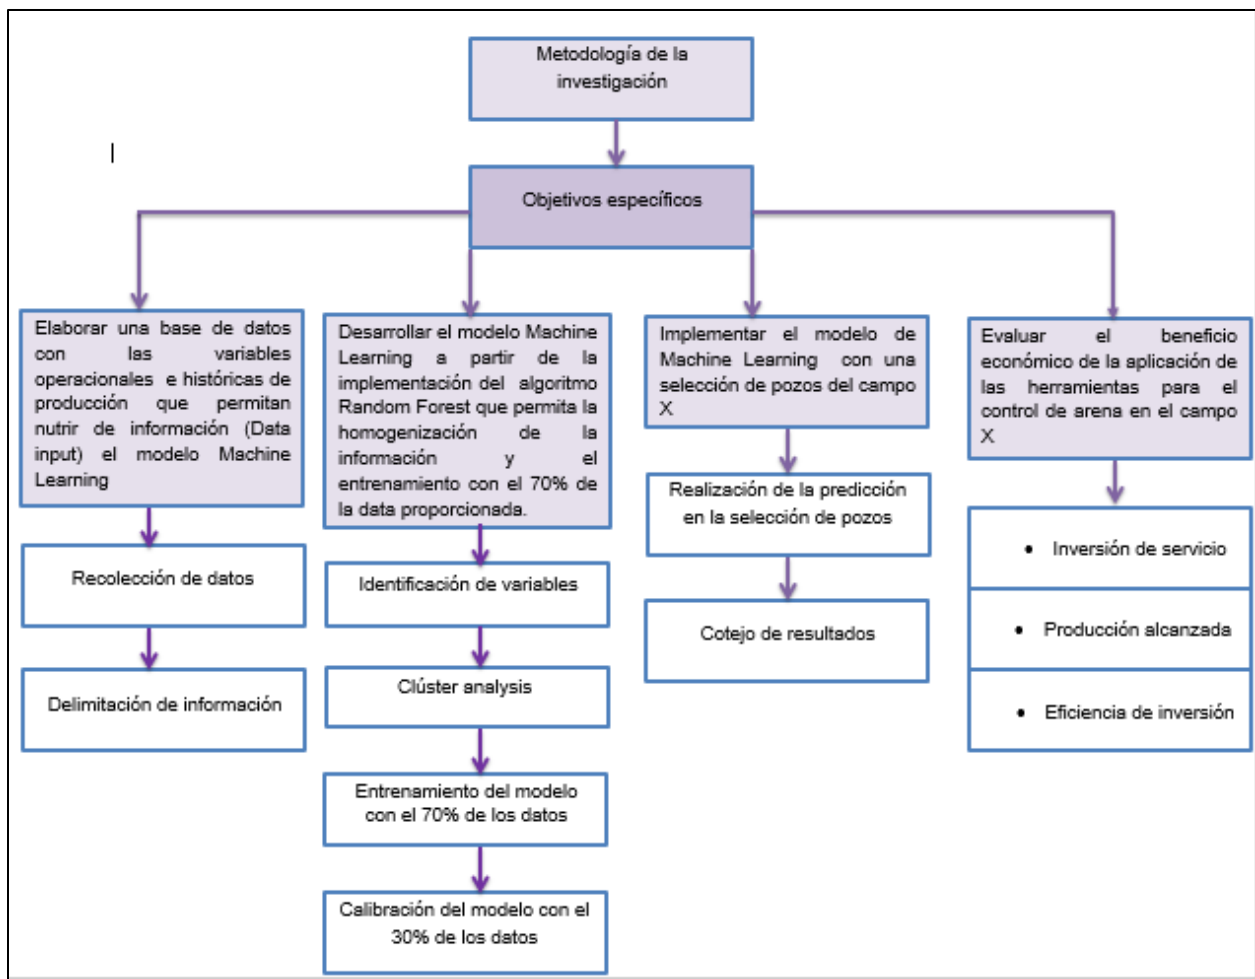 Metodología de la
investigación
Objetivos específicos
Elaborar una base de datos
con las variables
operacionales e históricas de
producción que permitan
nutrir de información (Data
input) el modelo Machine
Learning
Recolección de datos
Delimitación de información
Desarrollar el modelo Machine
Learning a partir de la
implementación del algoritmo
Random Forest que permita la
homogenización de la
información y el
entrenamiento con el 70% de
la data proporcionada.
Identificación de variables
Clúster analysis
Entrenamiento del modelo
con el 70% de los datos
Calibración del modelo con el
30% de los datos
Implementar el modelo de
Machine Learning con una
selección de pozos del campo
X
Realización de la predicción
en la selección de pozos
Cotejo de resultados
Evaluar el beneficio
económico de la aplicación de
las herramientas para el
control de arena en el campo
X
• Inversión de servicio
• Producción alcanzada
• Eficiencia de inversión